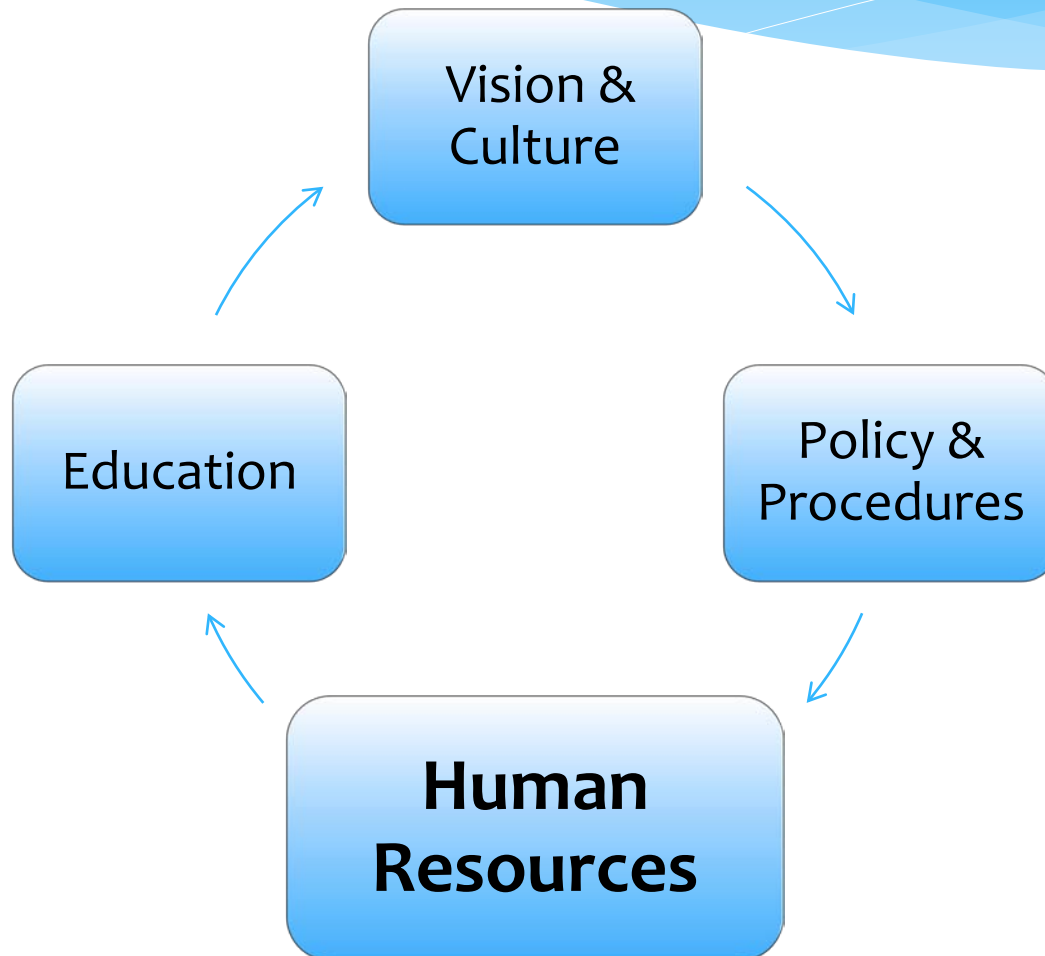 Vision &
Culture
Policy &
Procedures
Human
Resources
Education